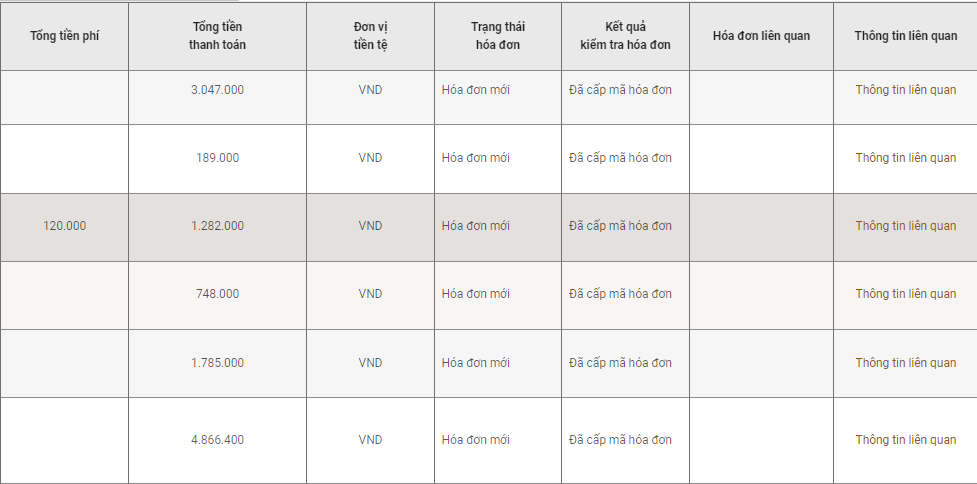 Tổng tiền phí
Tổng tiền
thanh toán
Đơn vị
tiền tệ
Trạng thái
hóa đơn
Kết quả
kiểm tra hóa đơn
Hóa đơn liên quan
Thông tin liên quan
3.047.000 VND Hóa đơn mới Đã cấp mã hóa đơn Thông tin liên quan
189.000 VND Hóa đơn mới Đã cấp mã hóa đơn Thông tin liên quan
120.000 1.282.000 VND Hóa đơn mới Đã cấp mã hóa đơn Thông tin liên quan
748.000 VND Hóa đơn mới Đã cấp mã hóa đơn Thông tin liên quan
1.785.000 VND Hóa đơn mới Đã cấp mã hóa đơn Thông tin liên quan
4.866.400 VND Hóa đơn mới Đã cấp mã hóa đơn Thông tin liên quan